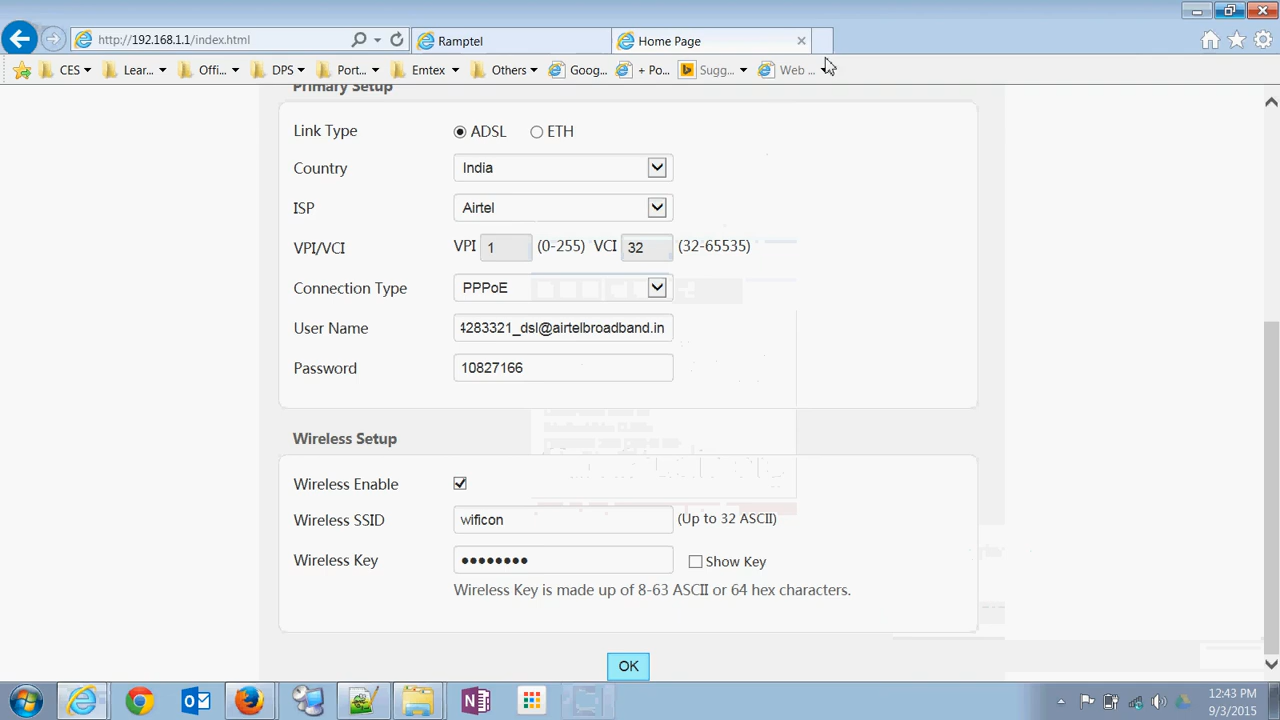 http://192.168.1.1/index.html
Ramptel
Home Page
CES
Lear...
Offi...
DPS
Port...
Emtex
Others
Goog...
+ Po...
Sugg...
Web ...
Primary Setup
Link Type ADSL ETH
Country India
ISP Airtel
VPI/VCI VPI 1 (0-255) VCI 32 (32-65535)
Connection Type PPPoE
User Name 4283321_dsl@airtelbroadband.in
Password 10827166
Wireless Setup
Wireless Enable
Wireless SSID wificon (Up to 32 ASCII)
Wireless Key •••••••• Show Key
Wireless Key is made up of 8-63 ASCII or 64 hex characters.
OK
12:43 PM
9/3/2015